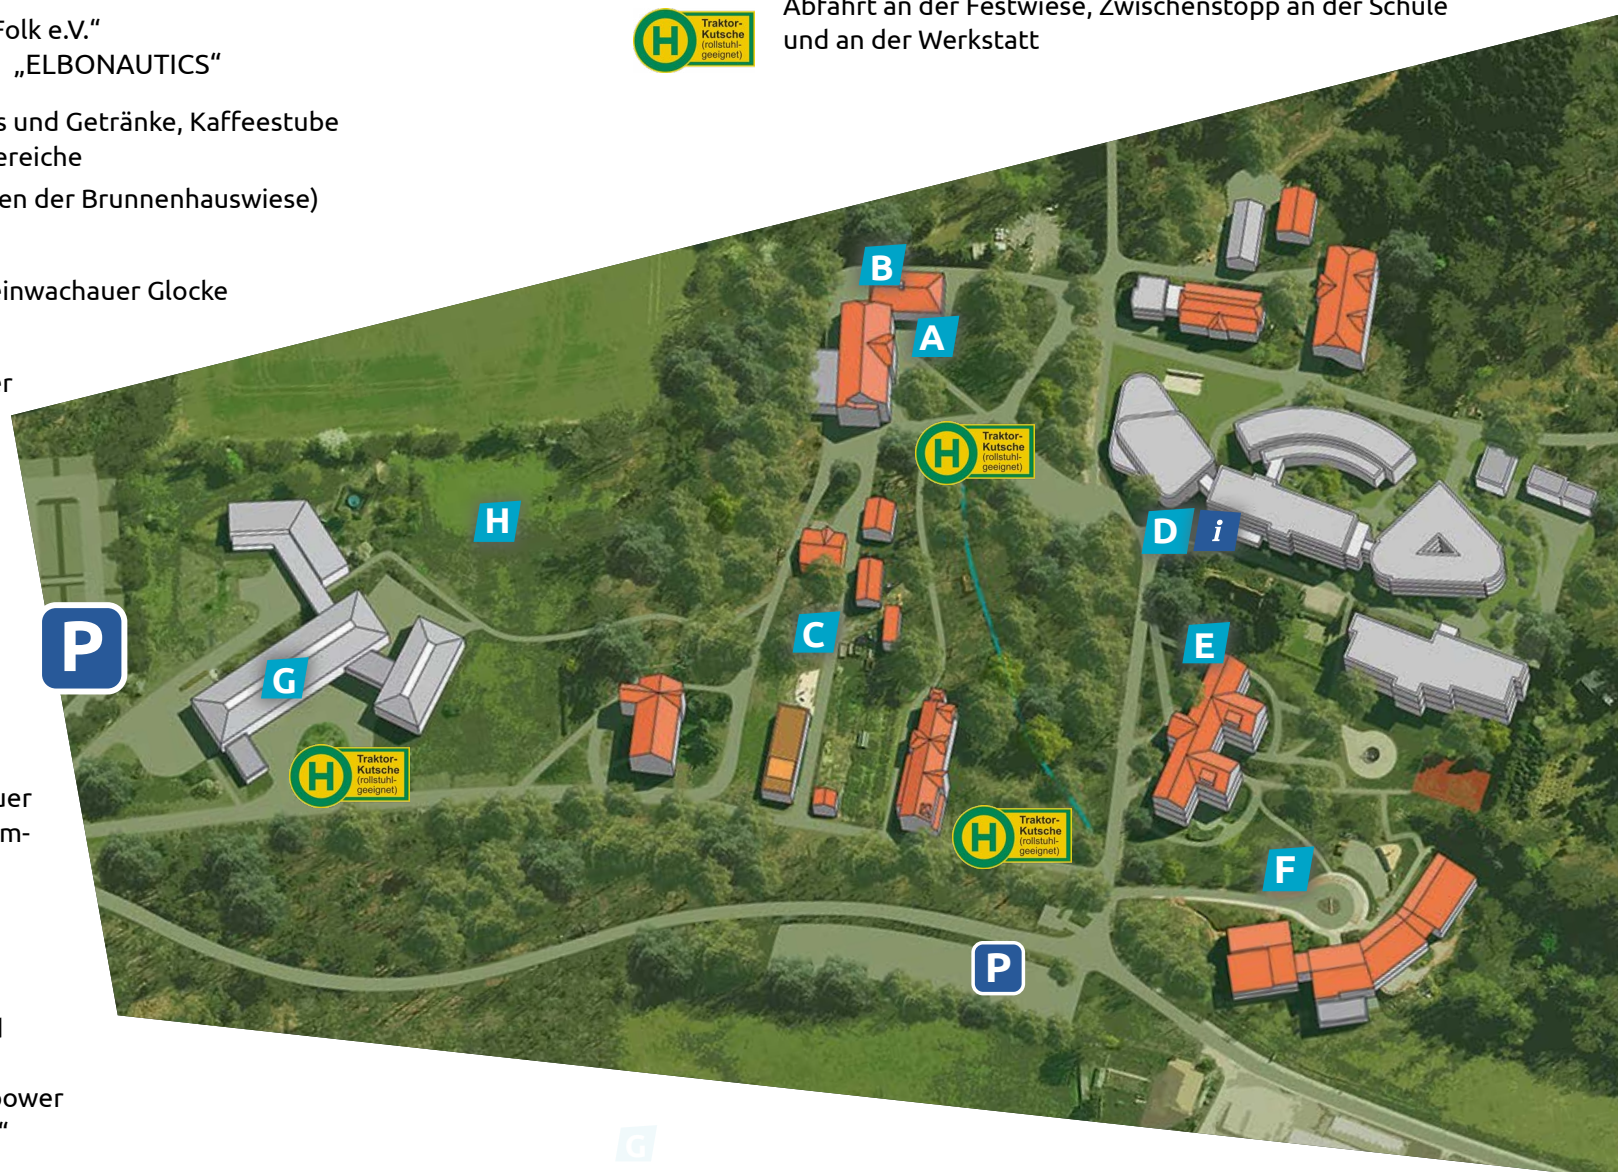 Folk e.V.“
„ELBONAUTICS“
s und Getränke, Kaffeestube
ereiche
en der Brunnenhauswiese)
einwachauer Glocke
er
uer
m-
power
“
H
Traktor-
Kutsche
(rollstuhl-
geeignet)
Abfahrt an der Festwiese, Zwischenstopp an der Schule
und an der Werkstatt
B
A
H
Traktor-
Kutsche
(rollstuhl-
geeignet)
H
D
i
P
C
E
G
H
Traktor-
Kutsche
(rollstuhl-
geeignet)
H
Traktor-
Kutsche
(rollstuhl-
geeignet)
F
P
G